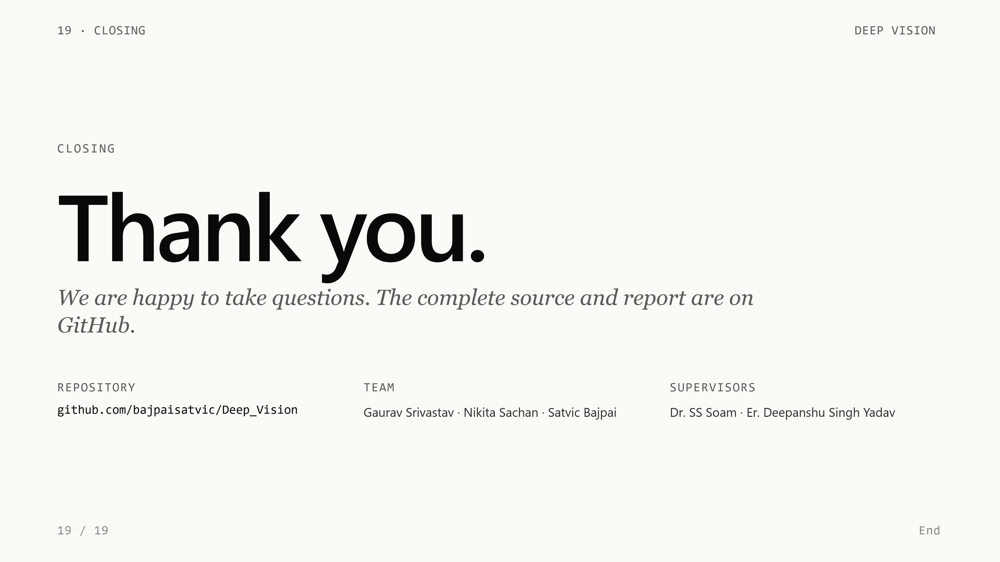 19 · CLOSING
DEEP VISION
CLOSING
Thank you.
We are happy to take questions. The complete source and report are on
GitHub.
REPOSITORY
github.com/bajpaisatvic/Deep_Vision
TEAM
Gaurav Srivastav · Nikita Sachan · Satvic Bajpai
SUPERVISORS
Dr. SS Soam · Er. Deepanshu Singh Yadav
19 / 19
End